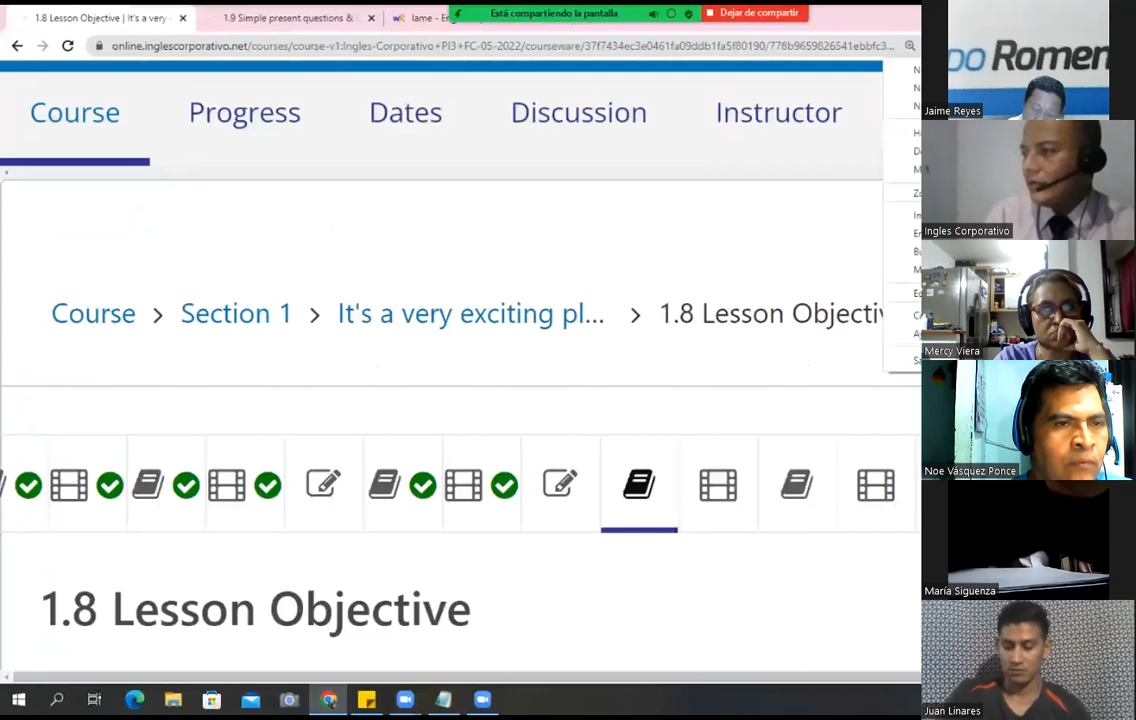 1.8 Lesson Objective | It's a very
1.9 Simple present questions &
lame - En
Está compartiendo la pantalla
Dejar de compartir
online.inglescorporativo.net/courses/course-v1:Ingles-Corporativo+PI3+FC-05-2022/courseware/37f7434ec3e0461fa09ddb1fa5f80190/778b9659826541ebbfc3...
Course
Progress
Dates
Discussion
Instructor
Course > Section 1 > It's a very exciting pl... > 1.8 Lesson Objectiv
1.8 Lesson Objective
Romen
Jaime Reyes
Ingles Corporativo
Mercy Viera
Noe Vásquez Ponce
María Siguenza
Juan Linares